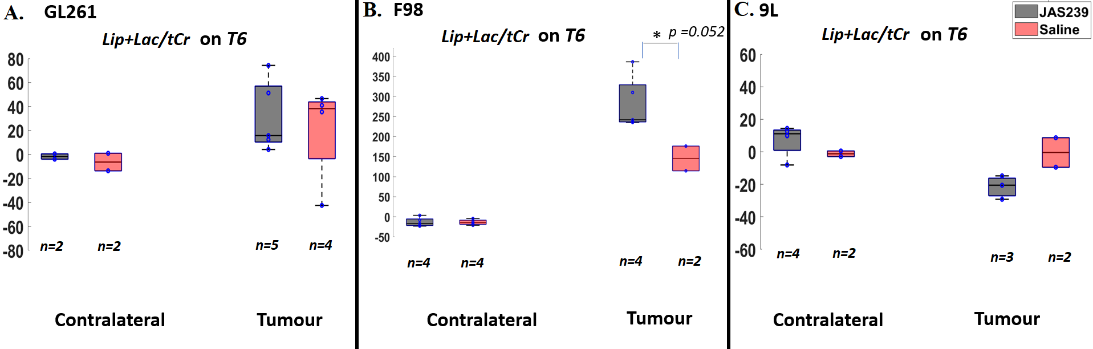 A. GL261
Lip+Lac/tCr on T6
80
60
40
20
0
-20
-40
-60
-80
n=2 n=2 n=5 n=4
Contralateral Tumour
B. F98
Lip+Lac/tCr on T6
* p =0.052
400
350
300
250
200
150
100
50
0
-50
n=4 n=4 n=4 n=2
Contralateral Tumour
C. 9L
JAS239
Saline
Lip+Lac/tCr on T6
60
40
20
0
-20
-40
-60
n=4 n=2 n=3 n=2
Contralateral Tumour